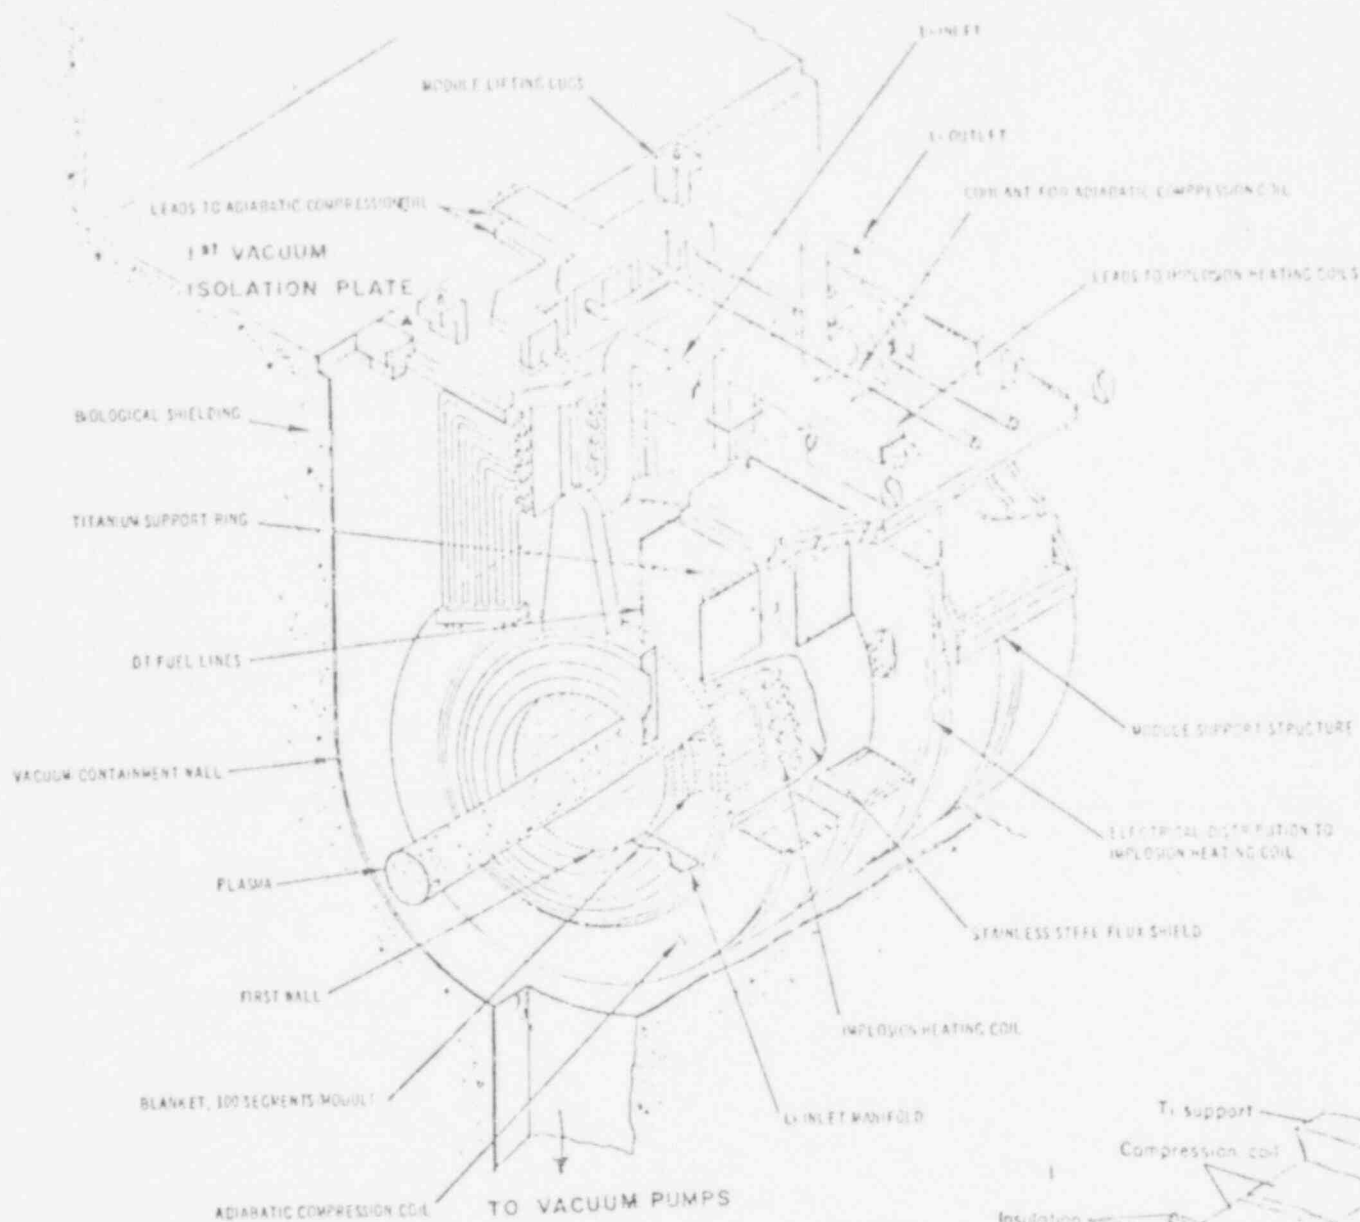 Li INLET
MODULE LIFTING LUGS
Li OUTLET
COOLANT FOR ADIABATIC COMPRESSION COIL
LEADS TO ADIABATIC COMPRESSION COIL
1ST VACUUM
ISOLATION PLATE
LEADS TO IMPLOSION HEATING COILS
BIOLOGICAL SHIELDING
TITANIUM SUPPORT RING
DT FUEL LINES
MODULE SUPPORT STRUCTURE
VACUUM CONTAINMENT WALL
ELECTRICAL DISTRIBUTION TO
IMPLOSION HEATING COIL
PLASMA
STAINLESS STEEL FLUX SHIELD
FIRST WALL
IMPLOSION HEATING COIL
BLANKET, 100 SEGMENTS/MODULE
Li INLET MANIFOLD
Ti support
Compression coil
ADIABATIC COMPRESSION COIL
TO VACUUM PUMPS
Insulation